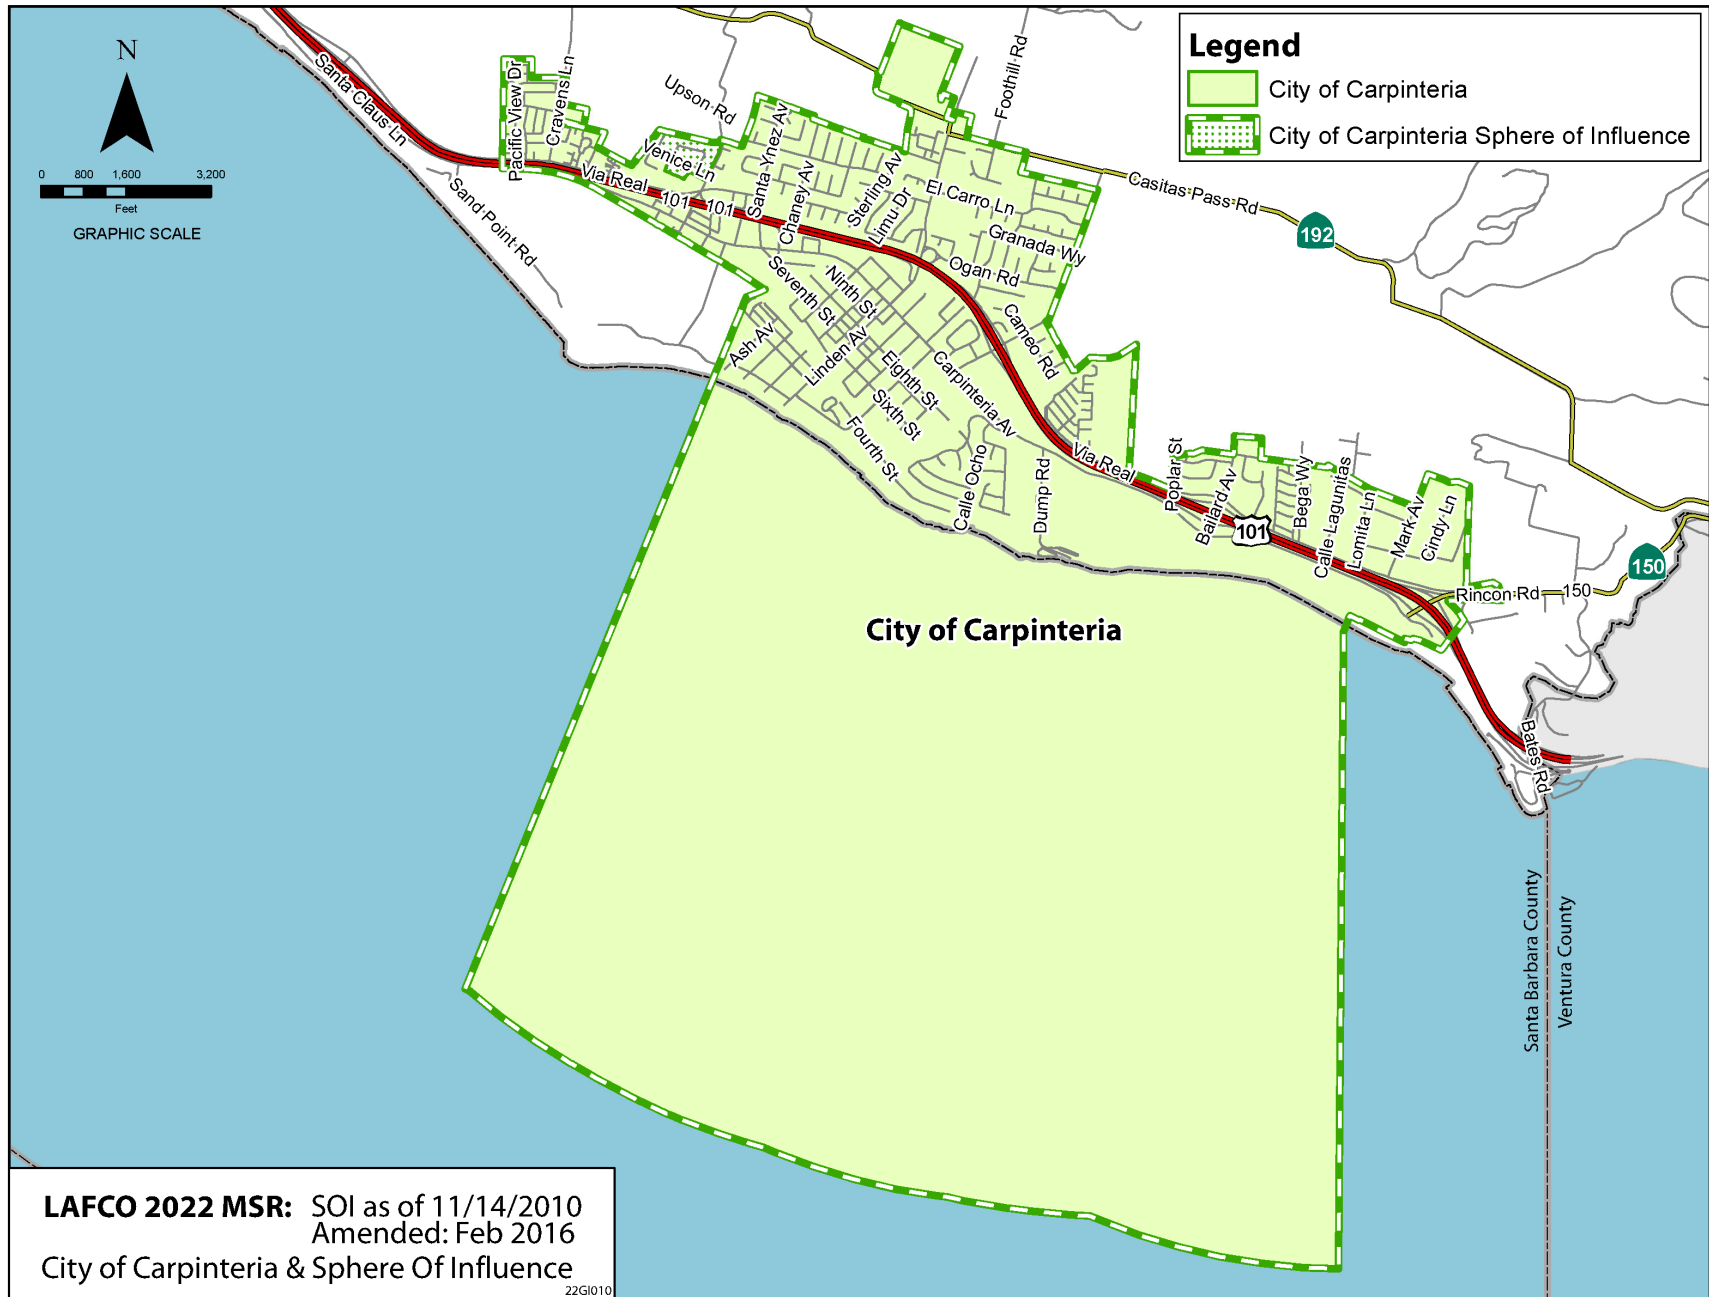 N
0 800 1,600 3,200
Feet
GRAPHIC SCALE
Legend
City of Carpinteria
City of Carpinteria Sphere of Influence
Santa Claus Ln
Pacific View Dr
Cravens Ln
Upson Rd
Foothill Rd
Venice Ln
Via Real
101
101
Santa Ynez Av
Chaney Av
Sterling Av
Limu Dr
El Carro Ln
Granada Wy
Casitas Pass Rd
192
Sand Point Rd
Ogan Rd
Seventh St
Ninth St
Cameo Rd
Ash Av
Linden Av
Eighth St
Carpinteria Av
Sixth St
Fourth St
Calle Ocho
Dump Rd
Via Real
Poplar St
Bailard Av
101
Bega Wy
Calle Lagunitas
Lomita Ln
Mark Av
Cindy Ln
Rincon Rd
150
150
City of Carpinteria
Bates Rd
Santa Barbara County
Ventura County
LAFCO 2022 MSR: SOI as of 11/14/2010
Amended: Feb 2016
City of Carpinteria & Sphere Of Influence
22GI010